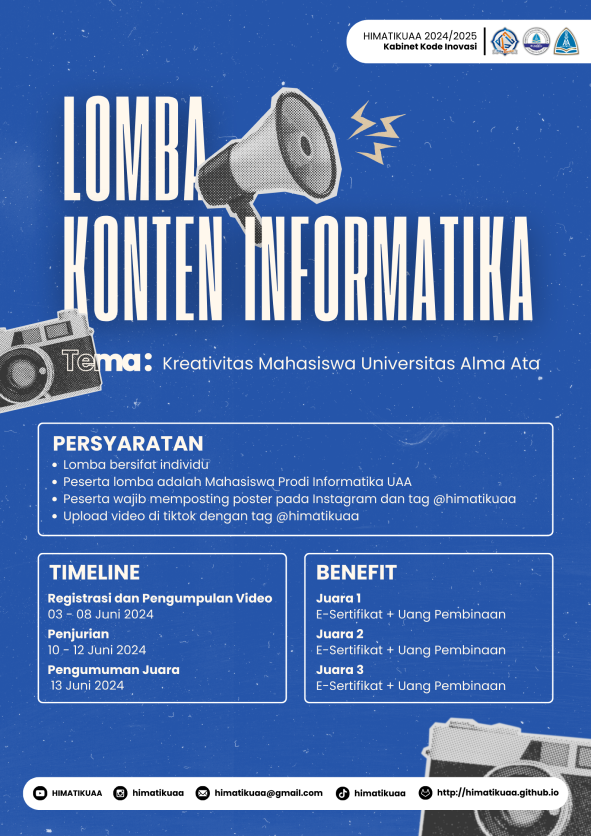 HIMATIKUAA 2024/2025
Kabinet Kode Inovasi
LOMBA
KONTEN INFORMATIKA
Tema : Kreativitas Mahasiswa Universitas Alma Ata
PERSYARATAN
• Lomba bersifat individu
• Peserta lomba adalah Mahasiswa Prodi Informatika UAA
• Peserta wajib memposting poster pada Instagram dan tag @himatikuaa
• Upload video di tiktok dengan tag @himatikuaa
TIMELINE
Registrasi dan Pengumpulan Video
03 - 08 Juni 2024
Penjurian
10 - 12 Juni 2024
Pengumuman Juara
13 Juni 2024
BENEFIT
Juara 1
E-Sertifikat + Uang Pembinaan
Juara 2
E-Sertifikat + Uang Pembinaan
Juara 3
E-Sertifikat + Uang Pembinaan
HIMATIKUAA himatikuaa himatikuaa@gmail.com himatikuaa http://himatikuaa.github.io